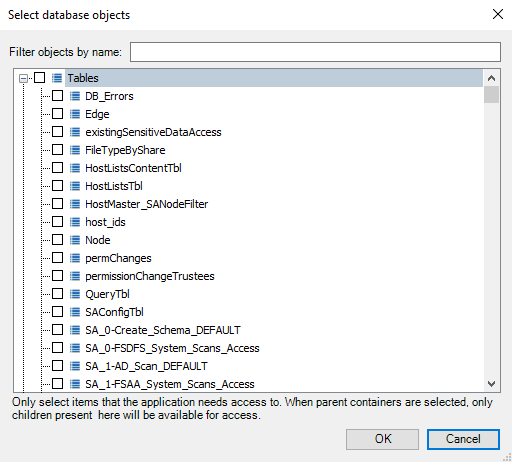 Select database objects
Filter objects by name:
Tables
DB_Errors
Edge
existingSensitiveDataAccess
FileTypeByShare
HostListsContentTbl
HostListsTbl
HostMaster_SANodeFilter
host_ids
Node
permChanges
permissionChangeTrustees
QueryTbl
SAConfigTbl
SA_0-Create_Schema_DEFAULT
SA_0-FSDFS_System_Scans_Access
SA_1-AD_Scan_DEFAULT
SA_1-FSAA_System_Scans_Access
Only select items that the application needs access to. When parent containers are selected, only
children present  here will be available for access.
OK Cancel